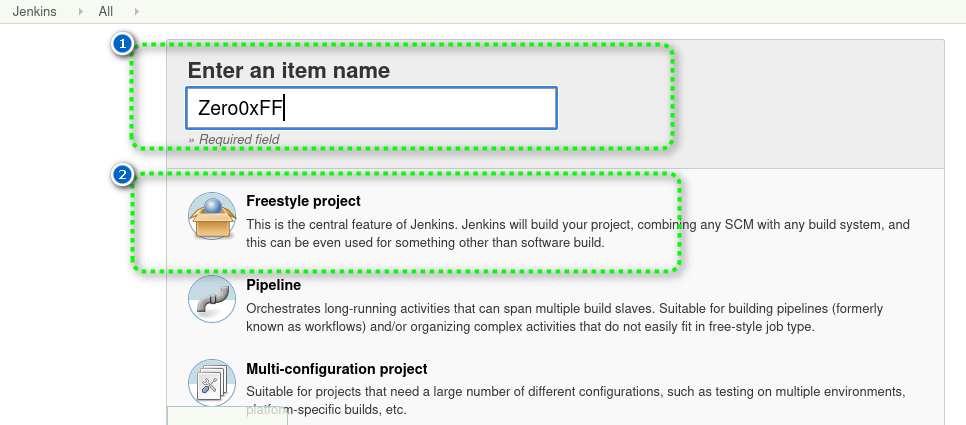 Jenkins All
1
Enter an item name
Zero0xFF
» Required field
2
Freestyle project
This is the central feature of Jenkins. Jenkins will build your project, combining any SCM with any build system, and
this can be even used for something other than software build.
Pipeline
Orchestrates long-running activities that can span multiple build slaves. Suitable for building pipelines (formerly
known as workflows) and/or organizing complex activities that do not easily fit in free-style job type.
Multi-configuration project
Suitable for projects that need a large number of different configurations, such as testing on multiple environments,
platform-specific builds, etc.